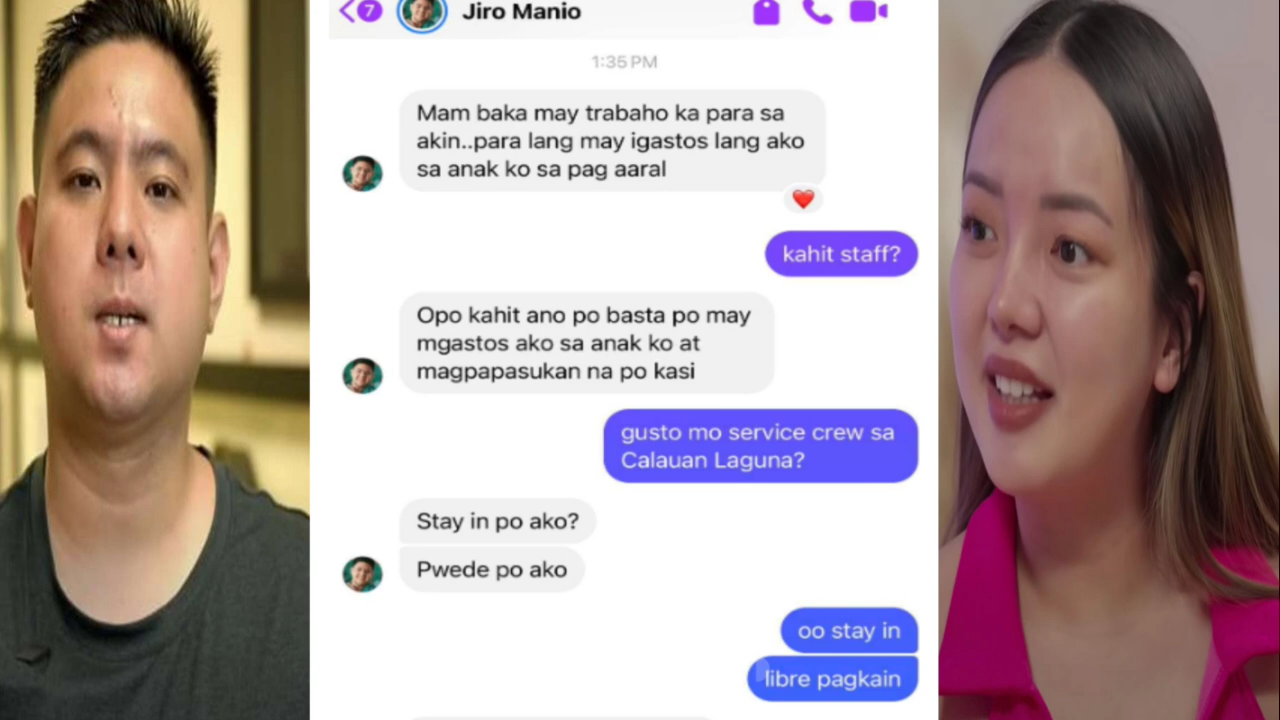 7
Jiro Manio
1:35 PM
Mam baka may trabaho ka para sa
akin..para lang may igastos lang ako
sa anak ko sa pag aaral
kahit staff?
Opo kahit ano po basta po may
mgastos ako sa anak ko at
magpapasukan na po kasi
gusto mo service crew sa
Calauan Laguna?
Stay in po ako?
Pwede po ako
oo stay in
libre pagkain